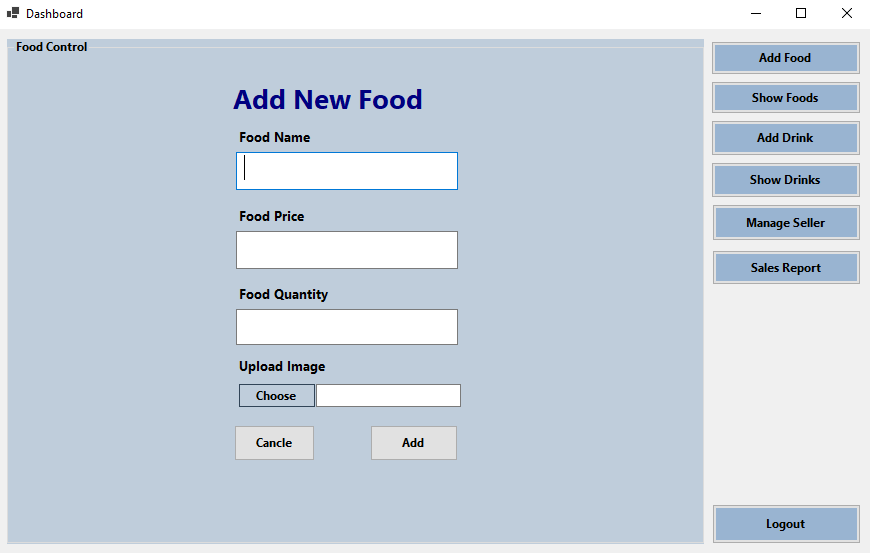 Dashboard
Food Control
Add New Food
Food Name
Food Price
Food Quantity
Upload Image
Choose
Cancle
Add
Add Food
Show Foods
Add Drink
Show Drinks
Manage Seller
Sales Report
Logout